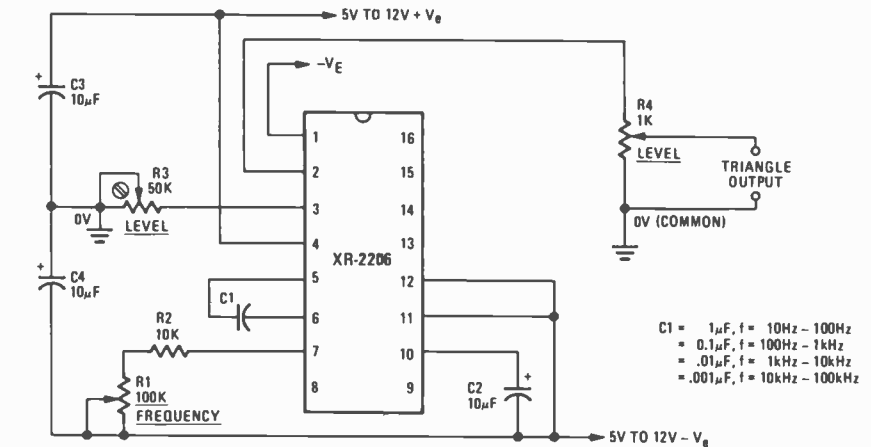 5V TO 12V + Ve
-VE
+
C3
10µF
R4
1K
LEVEL
TRIANGLE
OUTPUT
0V (COMMON)
R3
50K
0V
LEVEL
+
C4
10µF
1
2
3
4
5
6
7
8
XR-2206
16
15
14
13
12
11
10
9
C1
R2
10K
R1
100K
FREQUENCY
+
C2
10µF
C1 = 1µF, f = 10Hz – 100Hz
= 0.1µF, f = 100Hz – 1kHz
= .01µF, f = 1kHz – 10kHz
= .001µF, f = 10kHz – 100kHz
5V TO 12V – Ve